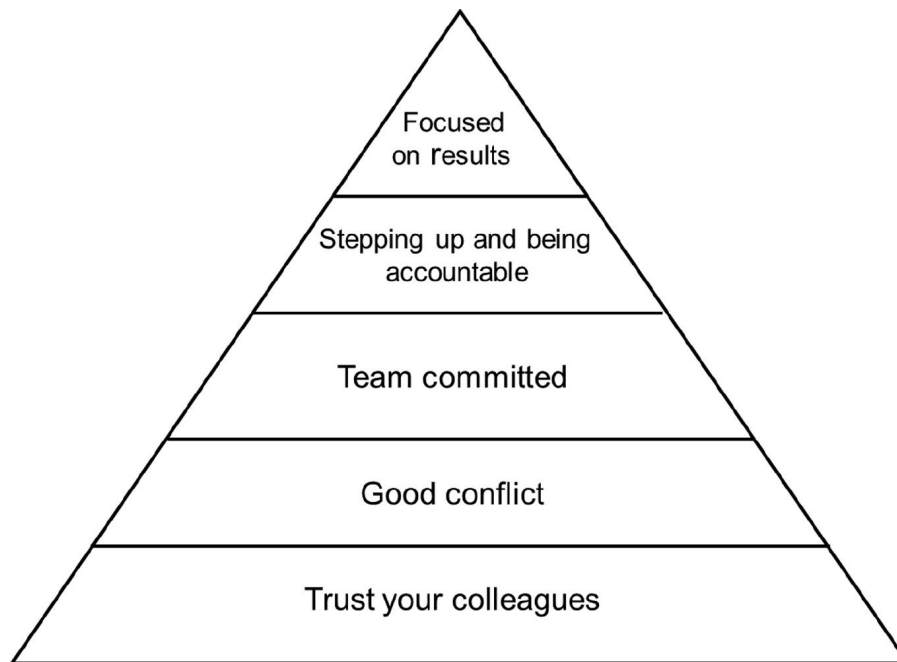 Focused
on results
Stepping up and being
accountable
Team committed
Good conflict
Trust your colleagues